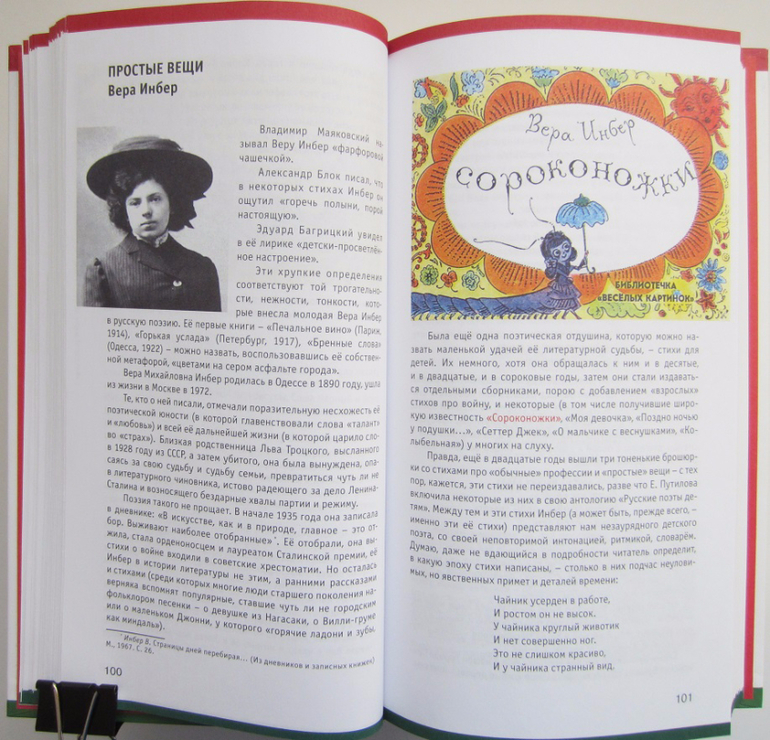 ПРОСТЫЕ ВЕЩИ
Вера Инбер
Владимир Маяковский на-
зывал Веру Инбер «фарфоровой
чашечкой».
Александр Блок писал, что
в некоторых стихах Инбер он
ощутил «горечь полыни, порой
настоящую».
Эдуард Багрицкий увидел
в её лирике «детски-просветлён-
ное настроение».
Эти хрупкие определения
соответствуют той трогательно-
сти, нежности, тонкости, кото-
рые внесла молодая Вера Инбер
в русскую поэзию. Её первые книги – «Печальное вино» (Париж,
1914), «Горькая услада» (Петербург, 1917), «Бренные слова»
(Одесса, 1922) – можно назвать, воспользовавшись её собствен-
ной метафорой, «цветами на сером асфальте города».
Вера Михайловна Инбер родилась в Одессе в 1890 году, ушла
из жизни в Москве в 1972.
Те, кто о ней писали, отмечали поразительную несхожесть её
поэтической юности (в которой главенствовали слова «талант»
и «любовь») и всей её дальнейшей жизни (в которой царило сло-
во «страх»). Близкая родственница Льва Троцкого, высланного
в 1928 году из СССР, а затем убитого, она была вынуждена, опа-
саясь за свою судьбу и судьбу семьи, превратиться чуть ли не
в литературного чиновника, истово радеющего за дело Ленина-
Сталина и возносящего бездарные хвалы партии и режиму.
Поэзия такого не прощает. В начале 1935 года она записала
в дневнике: «В искусстве, как и в природе, главное – это от-
бор. Выживают наиболее отобранные»*. Её отобрали, она вы-
жила, стала орденоносцем и лауреатом Сталинской премии, её
стихи о войне входили в советские хрестоматии. Но осталась
Инбер в истории литературы не этим, а ранними рассказами
и стихами (среди которых многие люди старшего поколения на-
верняка вспомнят популярные, ставшие чуть ли не городским
фольклором песенки – о девушке из Нагасаки, о Вилли-груме
или о маленьком Джонни, у которого «горячие ладони и зубы,
как миндаль»).
* Инбер В. Страницы дней перебирая... (Из дневников и записных книжек)
М., 1967. С. 26.
100
Вера Инбер
сороконожки
БИБЛИОТЕЧКА
«ВЕСЕЛЫХ КАРТИНОК»
Была ещё одна поэтическая отдушина, которую можно на-
звать маленькой удачей её литературной судьбы, – стихи для
детей. Их немного, хотя она обращалась к ним и в десятые,
и в двадцатые, и в сороковые годы, затем они стали издавать-
ся отдельными сборниками, порою с добавлением «взрослых»
стихов про войну, и некоторые (в том числе получившие широ-
кую известность «Сороконожки», «Моя девочка», «Поздно ночью
у подушки...», «Сеттер Джек», «О мальчике с веснушками», «Ко-
лыбельная») у многих на слуху.
Правда, ещё в двадцатые годы вышли три тоненькие брошюр-
ки со стихами про «обычные» профессии и «простые» вещи – с тех
пор, кажется, эти стихи не переиздавались, разве что Е. Путилова
включила некоторые из них в свою антологию «Русские поэты де-
тям». Между тем и эти стихи Инбер (а может быть, прежде всего, –
именно эти её стихи) представляют нам незаурядного детского
поэта, со своей неповторимой интонацией, ритмикой, словарём.
Думаю, даже не вдающийся в подробности читатель определит,
в какую эпоху стихи написаны, – столько в них подчас неулови-
мых, но явственных примет и деталей времени:
Чайник усерден в работе,
И ростом он не высок.
У чайника круглый животик
И нет совершенно ног.
Это не слишком красиво,
И у чайника странный вид.
101